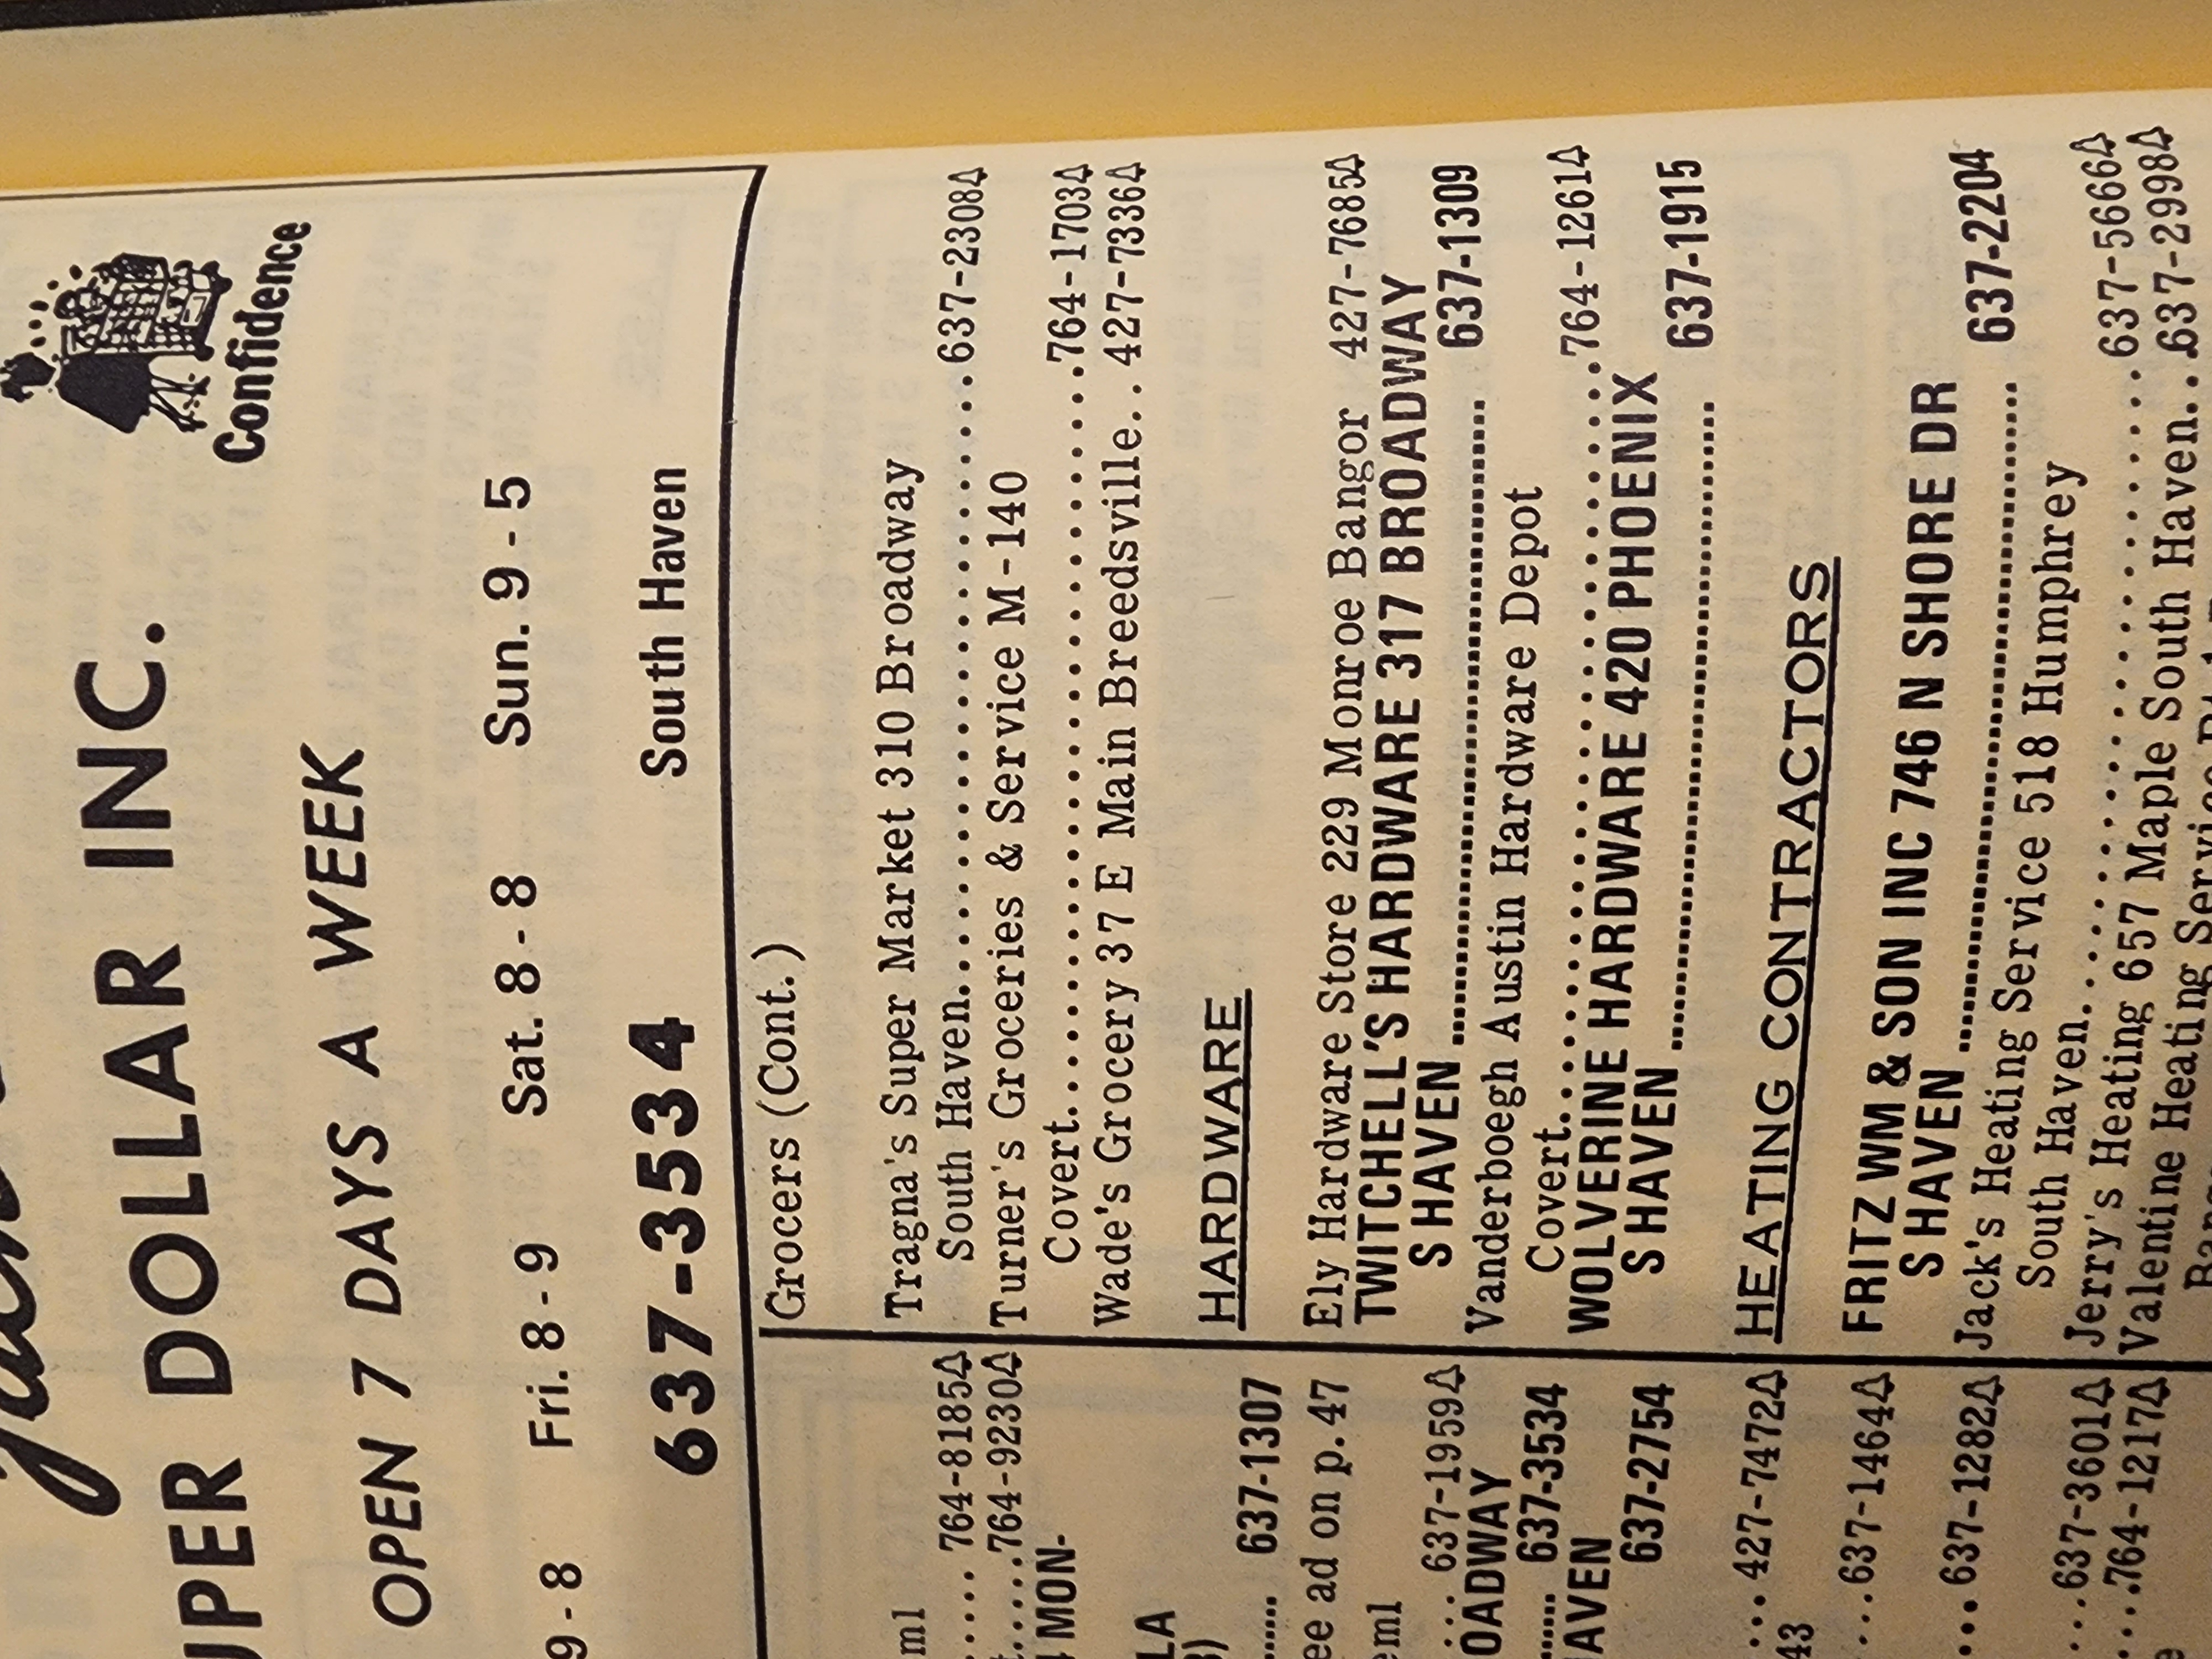 UPER DOLLAR INC.
OPEN 7 DAYS A WEEK
Confidence
9 - 8 Fri. 8 - 9 Sat. 8 - 8 Sun. 9 - 5
637-3534 South Haven
764-8185
764-9230
MON-
637-1307
ad on p. 47
637-1959
637-3534
637-2754
427-7472
43
637-1464
637-1282
637-3601
764-1217
Grocers (Cont.)
Tragna's Super Market 310 Broadway
South Haven....................637-2308
Turner's Groceries & Service M-140
Covert....................764-1703
Wade's Grocery 37 E Main Breedsville..427-7336
HARDWARE
Ely Hardware Store 229 Monroe Bangor 427-7685
TWITCHELL'S HARDWARE 317 BROADWAY
S HAVEN .................... 637-1309
Vanderboegh Austin Hardware Depot
Covert....................764-1261
WOLVERINE HARDWARE 420 PHOENIX
S HAVEN .................... 637-1915
HEATING CONTRACTORS
FRITZ WM & SON INC 746 N SHORE DR
S HAVEN .................... 637-2204
Jack's Heating Service 518 Humphrey
South Haven....................637-5666
Jerry's Heating 657 Maple South Haven..637-2998
Valentine Heating Service